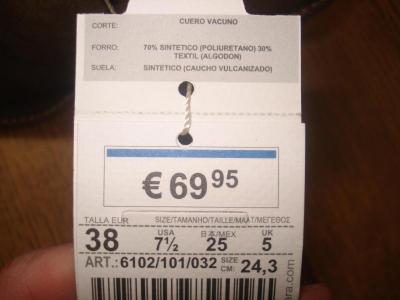 CORTE: CUERO VACUNO
FORRO: 70% SINTETICO (POLIURETANO) 30%
TEXTIL (ALGODON)
SUELA: SINTETICO (CAUCHO VULCANIZADO)
€ 69 95
TALLA EUR SIZE/TAMANHO/TAILLE/MAAT/ΜΕΓΕΘΟΣ
USA 日本/MEX UK
38 7½ 25 5
ART.: 6102/101/032 SIZE CM: 24,3
ara.com